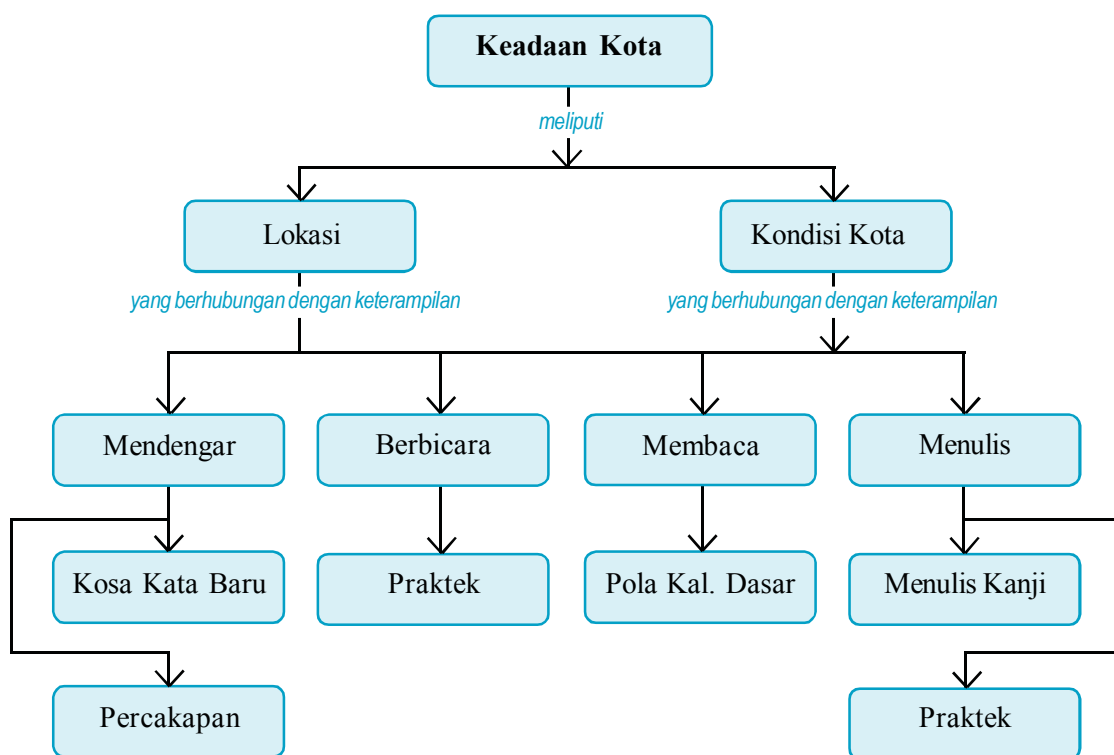 Keadaan Kota
meliputi
Lokasi
Kondisi Kota
yang berhubungan dengan keterampilan
yang berhubungan dengan keterampilan
Mendengar
Berbicara
Membaca
Menulis
Kosa Kata Baru
Praktek
Pola Kal. Dasar
Menulis Kanji
Percakapan
Praktek